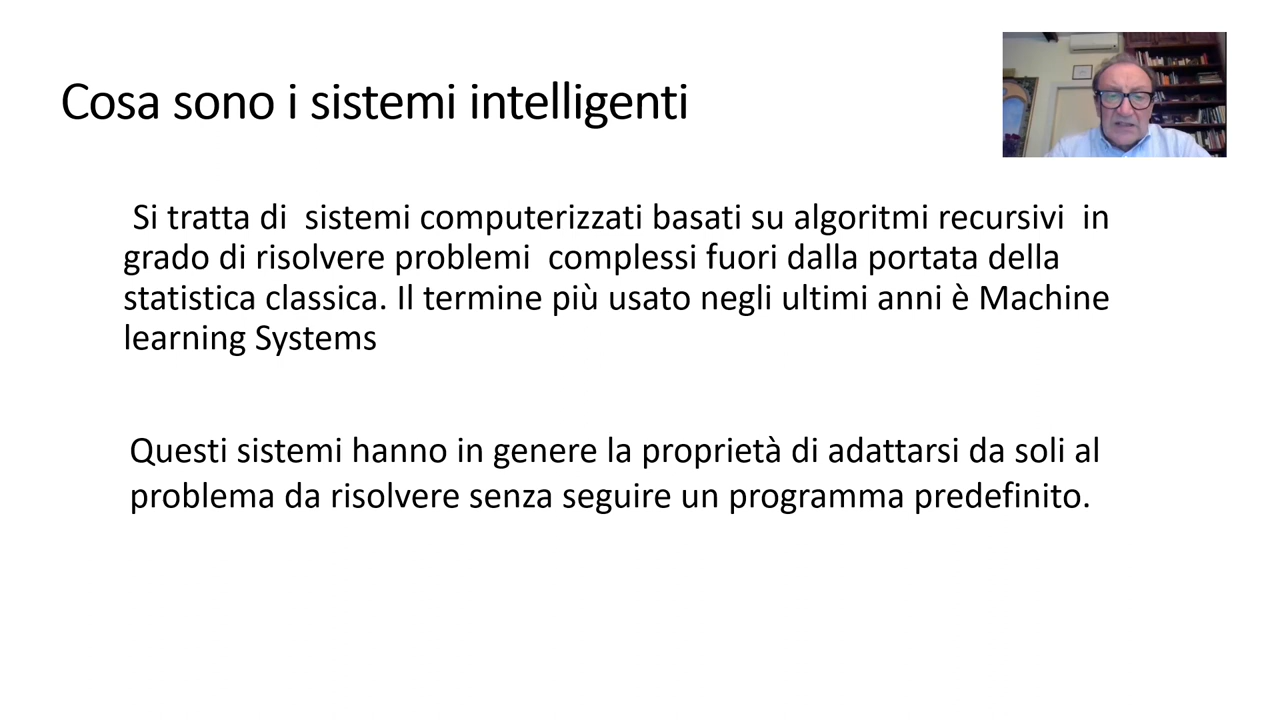 Cosa sono i sistemi intelligenti
Si tratta di  sistemi computerizzati basati su algoritmi recursivi  in
grado di risolvere problemi  complessi fuori dalla portata della
statistica classica. Il termine più usato negli ultimi anni è Machine
learning Systems
Questi sistemi hanno in genere la proprietà di adattarsi da soli al
problema da risolvere senza seguire un programma predefinito.